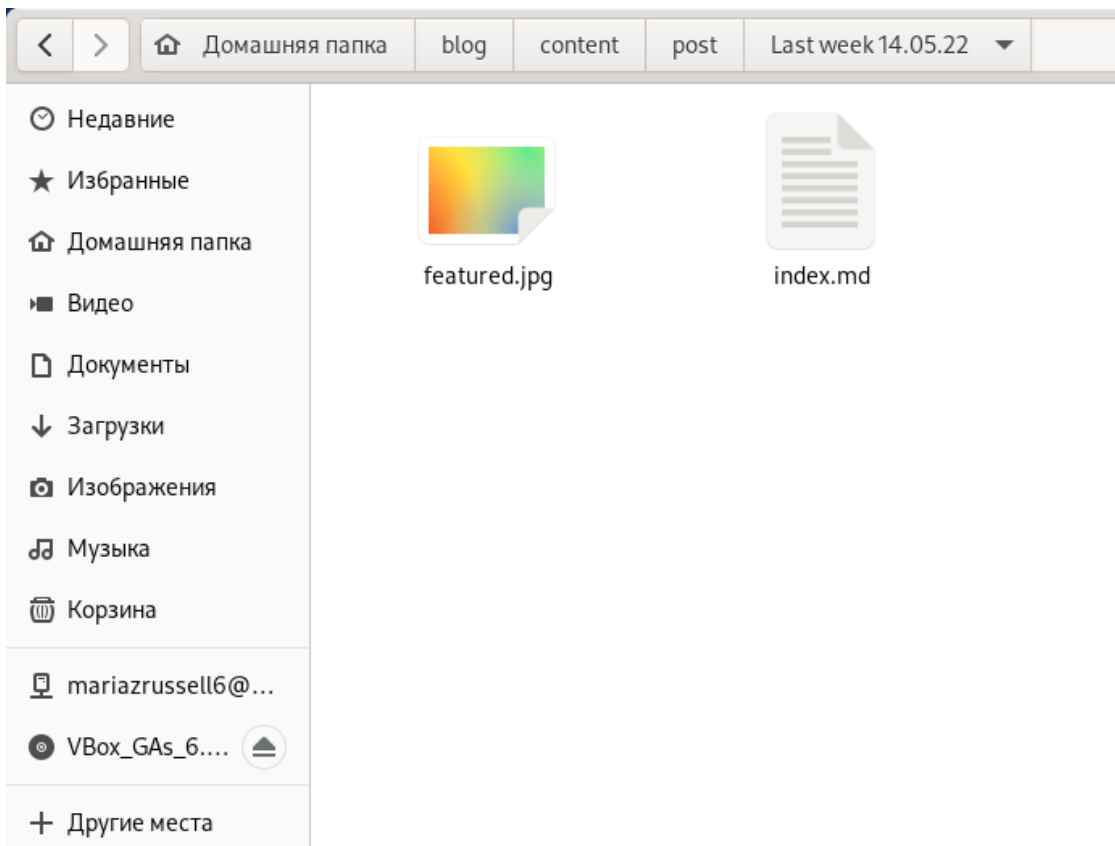 Домашняя папка blog content post Last week 14.05.22
Недавние
Избранные
Домашняя папка
Видео
Документы
Загрузки
Изображения
Музыка
Корзина
mariazrussell6@...
VBox_GAs_6....
Другие места
featured.jpg
index.md